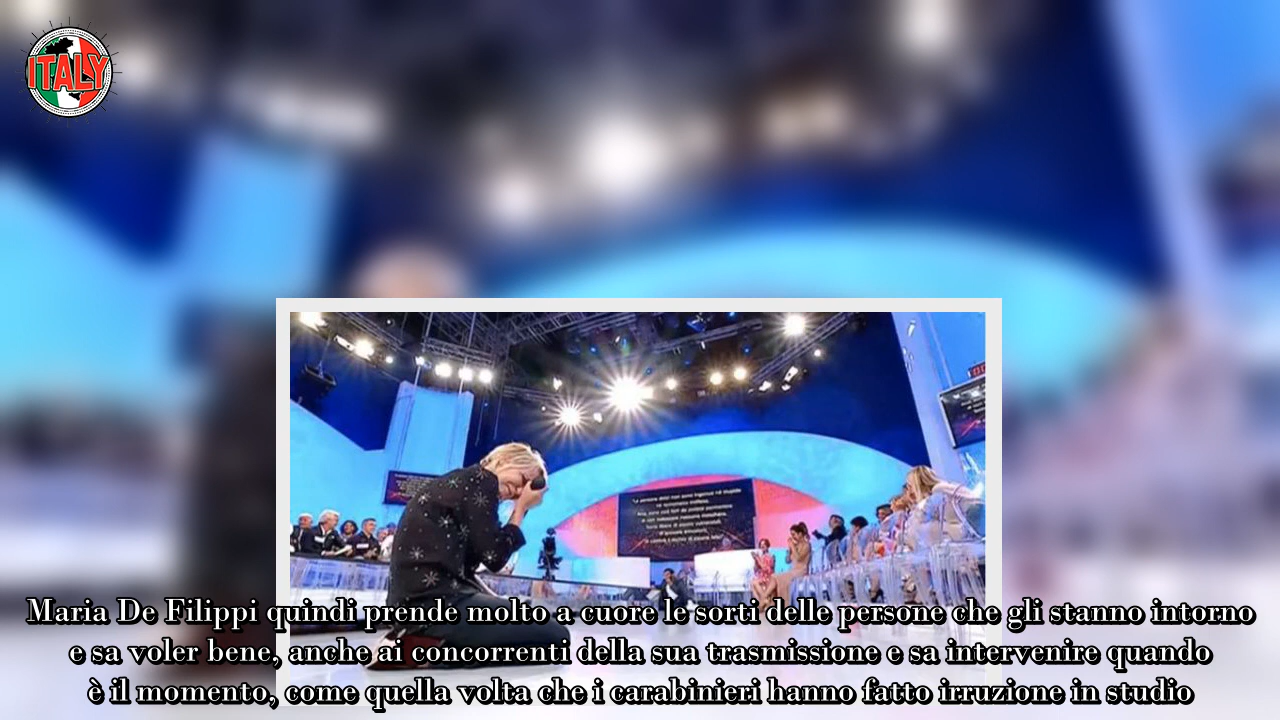 ITALY
Maria De Filippi quindi prende molto a cuore le sorti delle persone che gli stanno intorno
e sa voler bene, anche ai concorrenti della sua trasmissione e sa intervenire quando
è il momento, come quella volta che i carabinieri hanno fatto irruzione in studio